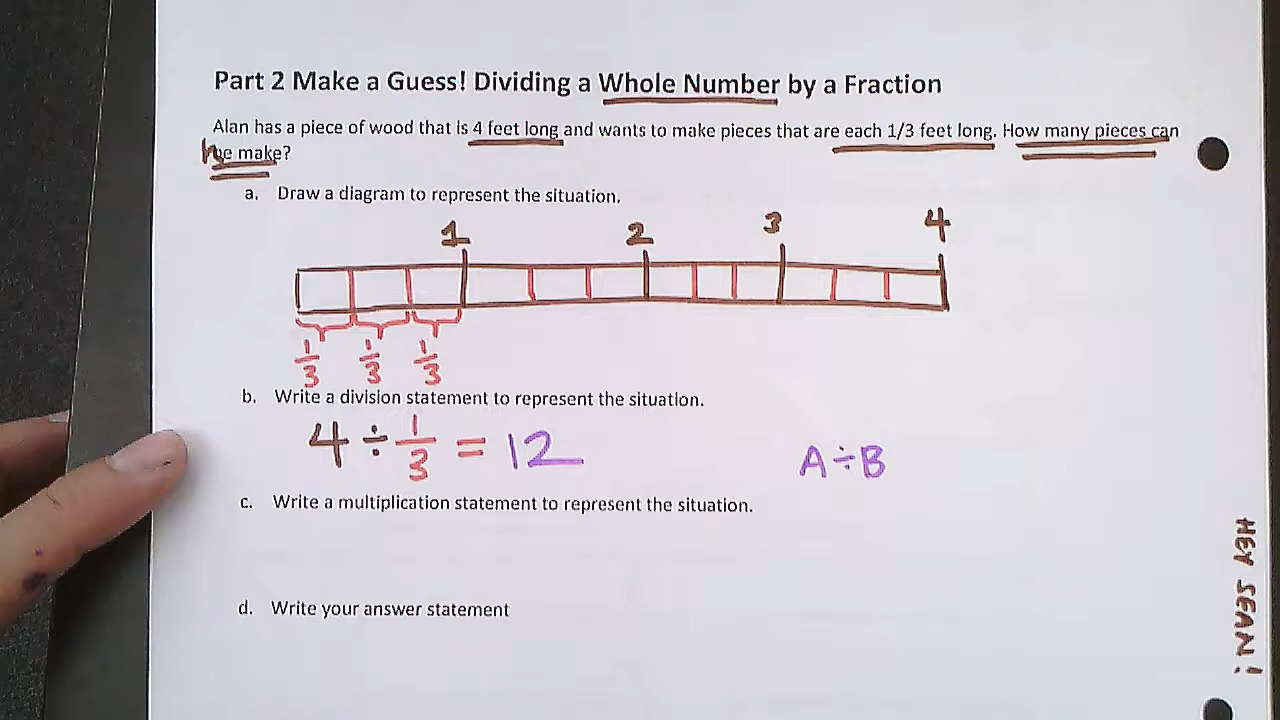 Part 2 Make a Guess! Dividing a Whole Number by a Fraction
Alan has a piece of wood that is 4 feet long and wants to make pieces that are each 1/3 feet long. How many pieces can
he make?
a. Draw a diagram to represent the situation.
1 2 3 4
1/3 1/3 1/3
b. Write a division statement to represent the situation.
4 ÷ 1/3 = 12 A÷B
c. Write a multiplication statement to represent the situation.
d. Write your answer statement
HEY SEAN!